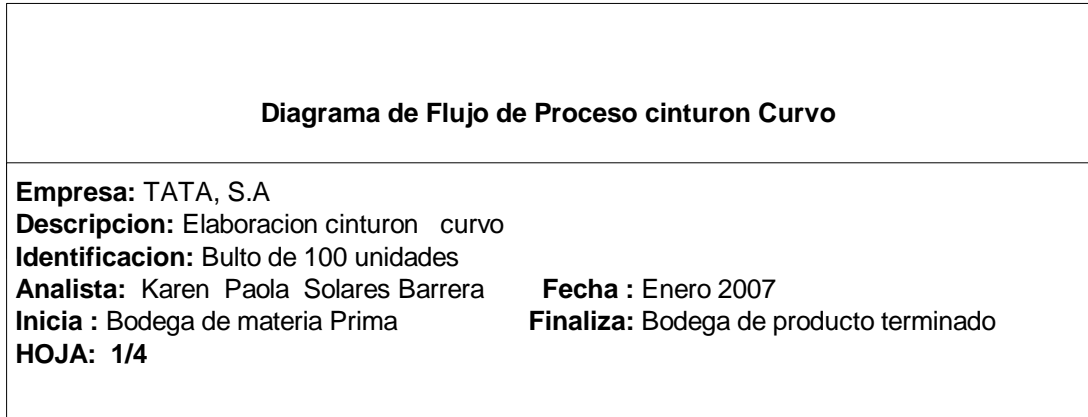 Diagrama de Flujo de Proceso cinturon Curvo
Empresa: TATA, S.A
Descripcion: Elaboracion cinturon curvo
Identificacion: Bulto de 100 unidades
Analista: Karen Paola Solares Barrera Fecha : Enero 2007
Inicia : Bodega de materia Prima Finaliza: Bodega de producto terminado
HOJA: 1/4